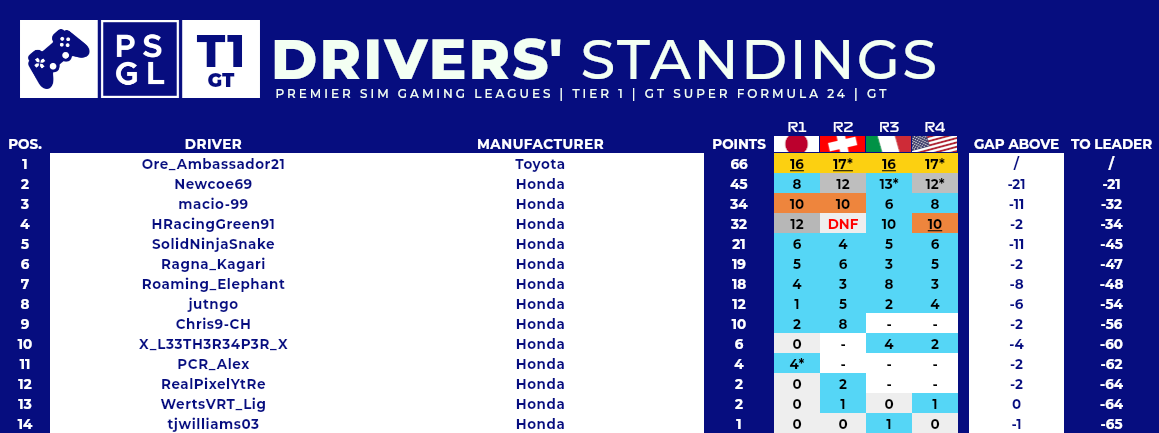 PS
GL
T1
GT
DRIVERS' STANDINGS
PREMIER SIM GAMING LEAGUES | TIER 1 | GT SUPER FORMULA 24 | GT
R1 R2 R3 R4
POS. DRIVER MANUFACTURER POINTS GAP ABOVE TO LEADER
1 Ore_Ambassador21 Toyota 66 16 17* 16 17* / /
2 Newcoe69 Honda 45 8 12 13* 12* -21 -21
3 macio-99 Honda 34 10 10 6 8 -11 -32
4 HRacingGreen91 Honda 32 12 DNF 10 10 -2 -34
5 SolidNinjaSnake Honda 21 6 4 5 6 -11 -45
6 Ragna_Kagari Honda 19 5 6 3 5 -2 -47
7 Roaming_Elephant Honda 18 4 3 8 3 -8 -48
8 jutngo Honda 12 1 5 2 4 -6 -54
9 Chris9-CH Honda 10 2 8 - - -2 -56
10 X_L33TH3R34P3R_X Honda 6 0 - 4 2 -4 -60
11 PCR_Alex Honda 4 4* - - - -2 -62
12 RealPixelYtRe Honda 2 0 2 - - -2 -64
13 WertsVRT_Lig Honda 2 0 1 0 1 0 -64
14 tjwilliams03 Honda 1 0 0 1 0 -1 -65